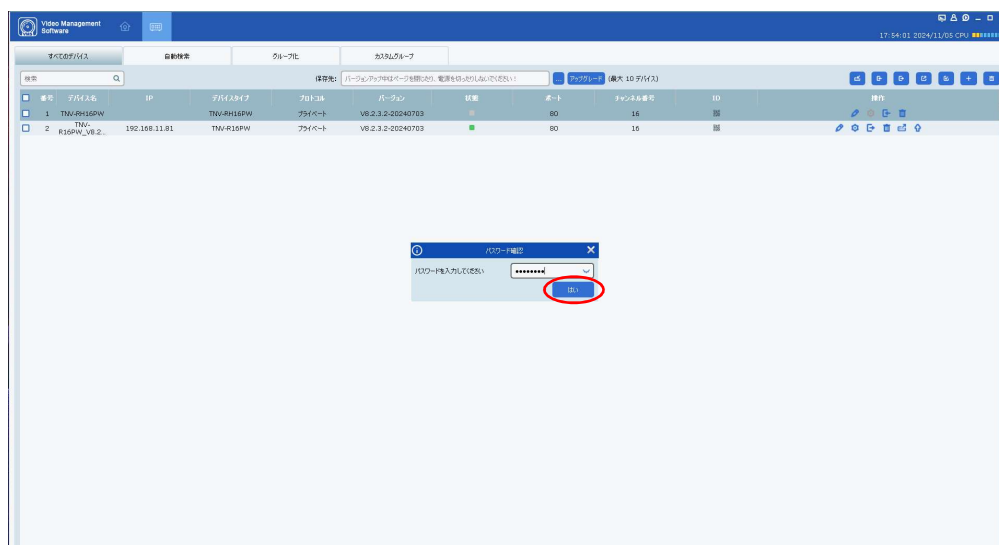 Video Management
Software
17:54:01 2024/11/05 CPU
すべてのデバイス
自動検索
グループ化
カスタムグループ
検索
保存先:
バージョンアップ中はページを閉じたり、電源を切ったりしないでください！
...
アップグレード
(最大 10 デバイス)
番号 デバイス名 IP デバイスタイプ プロトコル バージョン 状態 ポート チャンネル番号 ID 操作
1 TNV-RH16PW TNV-RH16PW プライベート V8.2.3.2-20240703 80 16
2 TNV-R16PW_V8.2... 192.168.11.81 TNV-R16PW プライベート V8.2.3.2-20240703 80 16
パスワード確認
パスワードを入力してください
はい